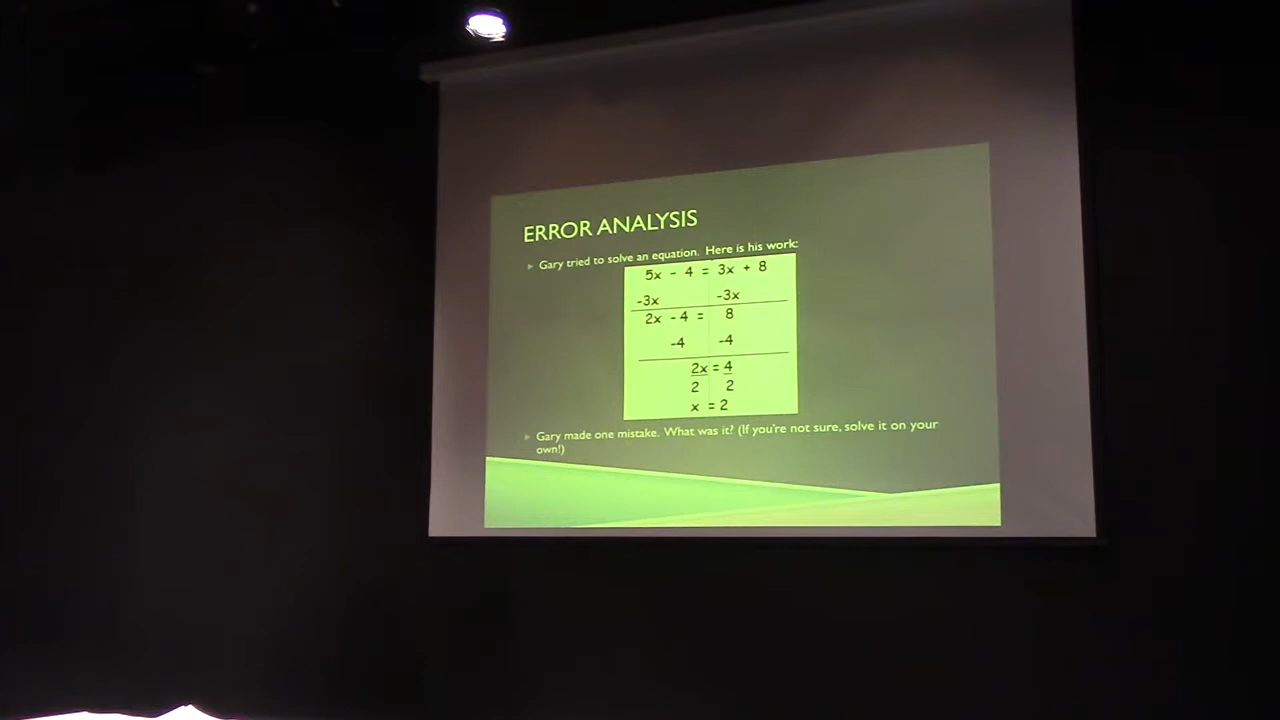 ERROR ANALYSIS
Gary tried to solve an equation. Here is his work:
5x - 4 = 3x + 8
-3x -3x
2x - 4 = 8
-4 -4
2x = 4
2 2
x = 2
Gary made one mistake. What was it? (If you're not sure, solve it on your
own!)